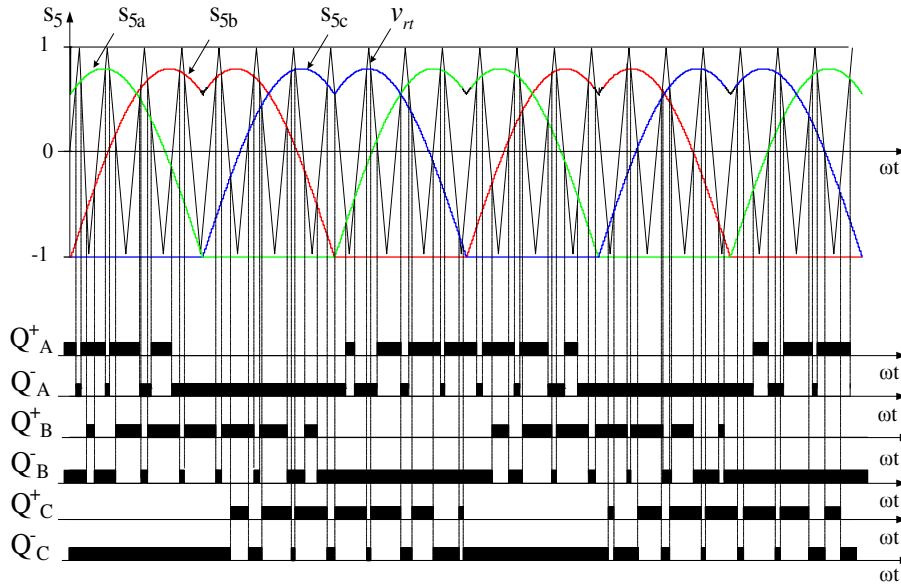 s5 s5a s5b s5c vrt
1
0
ωt
-1
Q+A
ωt
Q-A
ωt
Q+B
ωt
Q-B
ωt
Q+C
ωt
Q-C
ωt